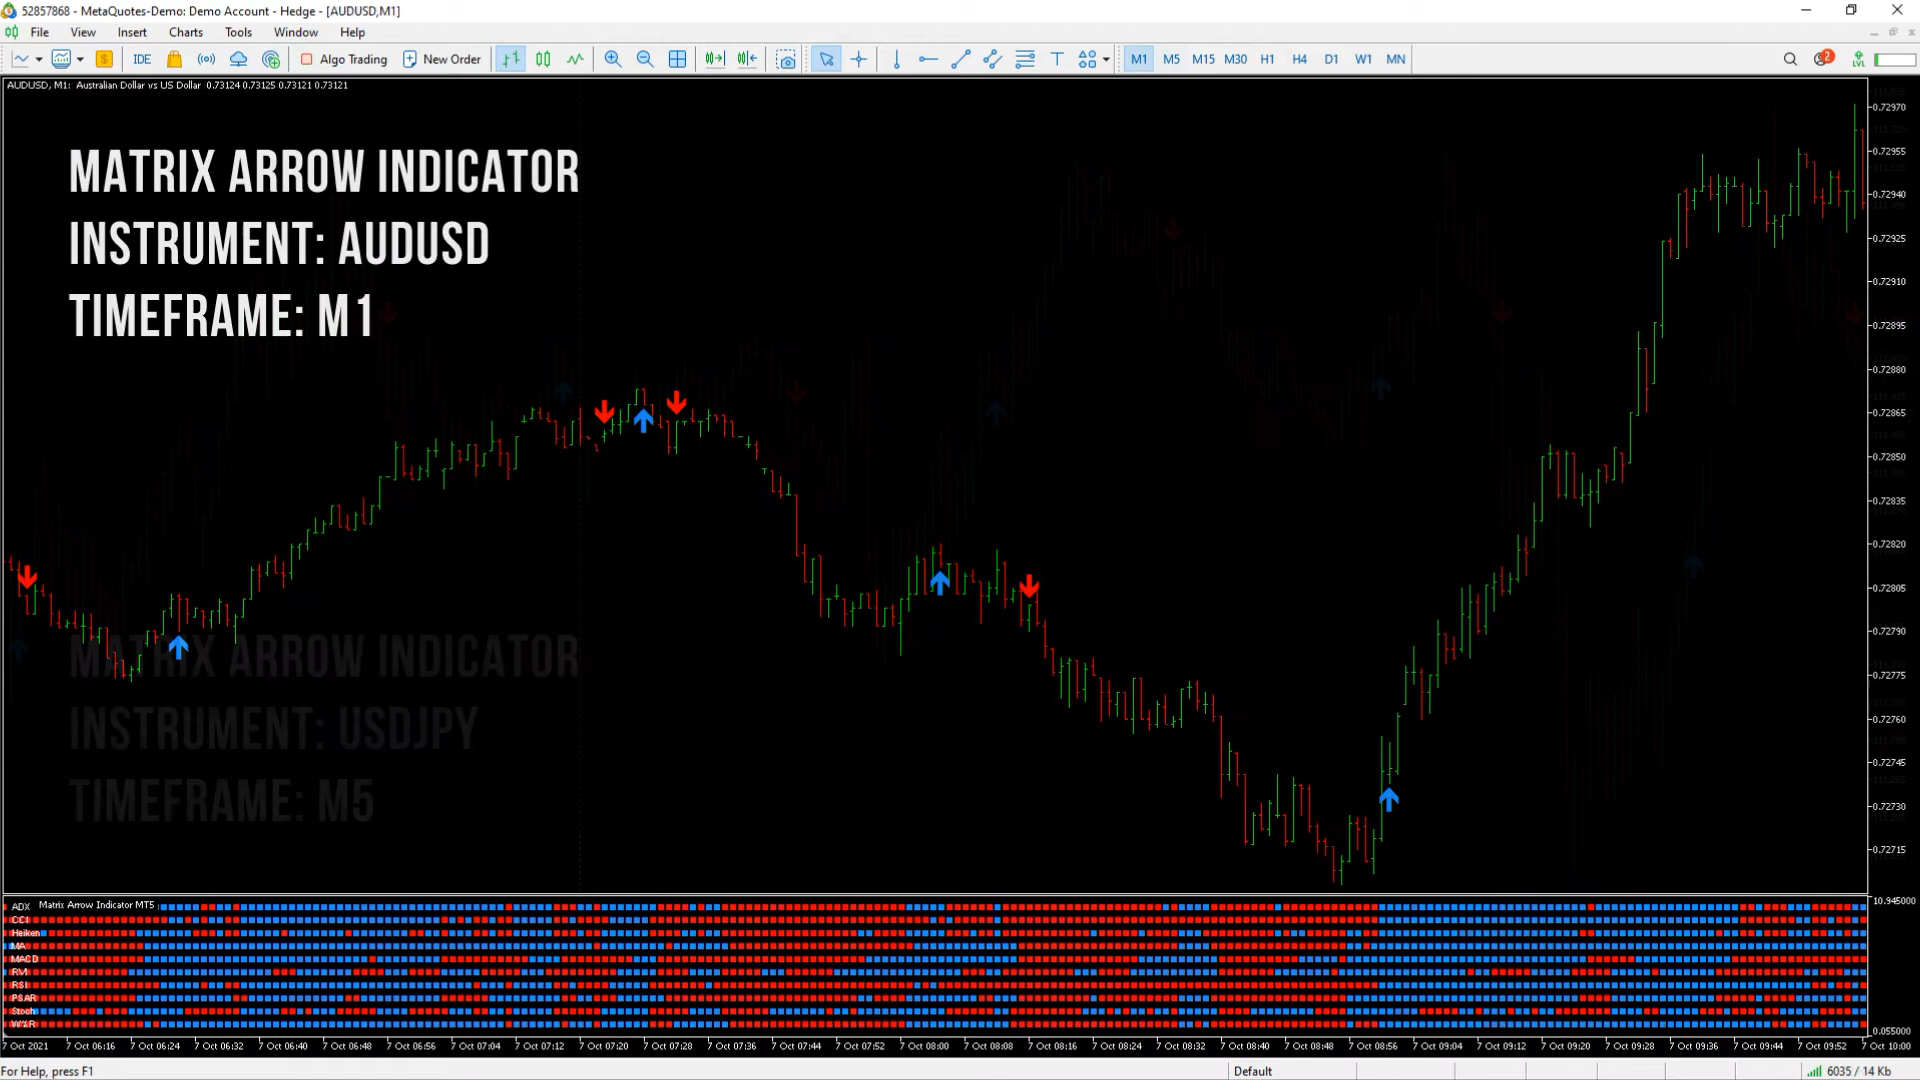 52857868 - MetaQuotes-Demo: Demo Account - Hedge - [AUDUSD,M1]
File View Insert Charts Tools Window Help
IDE Algo Trading New Order M1 M5 M15 M30 H1 H4 D1 W1 MN 2 LVL
AUDUSD, M1: Australian Dollar vs US Dollar 0.73124 0.73125 0.73121 0.73121
MATRIX ARROW INDICATOR
INSTRUMENT: AUDUSD
TIMEFRAME: M1
MATRIX ARROW INDICATOR
INSTRUMENT: USDJPY
TIMEFRAME: M5
0.72970
0.72955
0.72940
0.72925
0.72910
0.72895
0.72880
0.72865
0.72850
0.72835
0.72820
0.72805
0.72790
0.72775
0.72760
0.72745
0.72730
0.72715
ADX Matrix Arrow Indicator MT5
CCI
Heiken
MA
MACD
RVI
RSI
PSAR
Stoch
W%R
10.945000
0.055000
7 Oct 2021 7 Oct 06:16 7 Oct 06:24 7 Oct 06:32 7 Oct 06:40 7 Oct 06:48 7 Oct 06:56 7 Oct 07:04 7 Oct 07:12 7 Oct 07:20 7 Oct 07:28 7 Oct 07:36 7 Oct 07:44 7 Oct 07:52 7 Oct 08:00 7 Oct 08:08 7 Oct 08:16 7 Oct 08:24 7 Oct 08:32 7 Oct 08:40 7 Oct 08:48 7 Oct 08:56 7 Oct 09:04 7 Oct 09:12 7 Oct 09:20 7 Oct 09:28 7 Oct 09:36 7 Oct 09:44 7 Oct 09:52 7 Oct 10:00
For Help, press F1 Default 6035 / 14 Kb